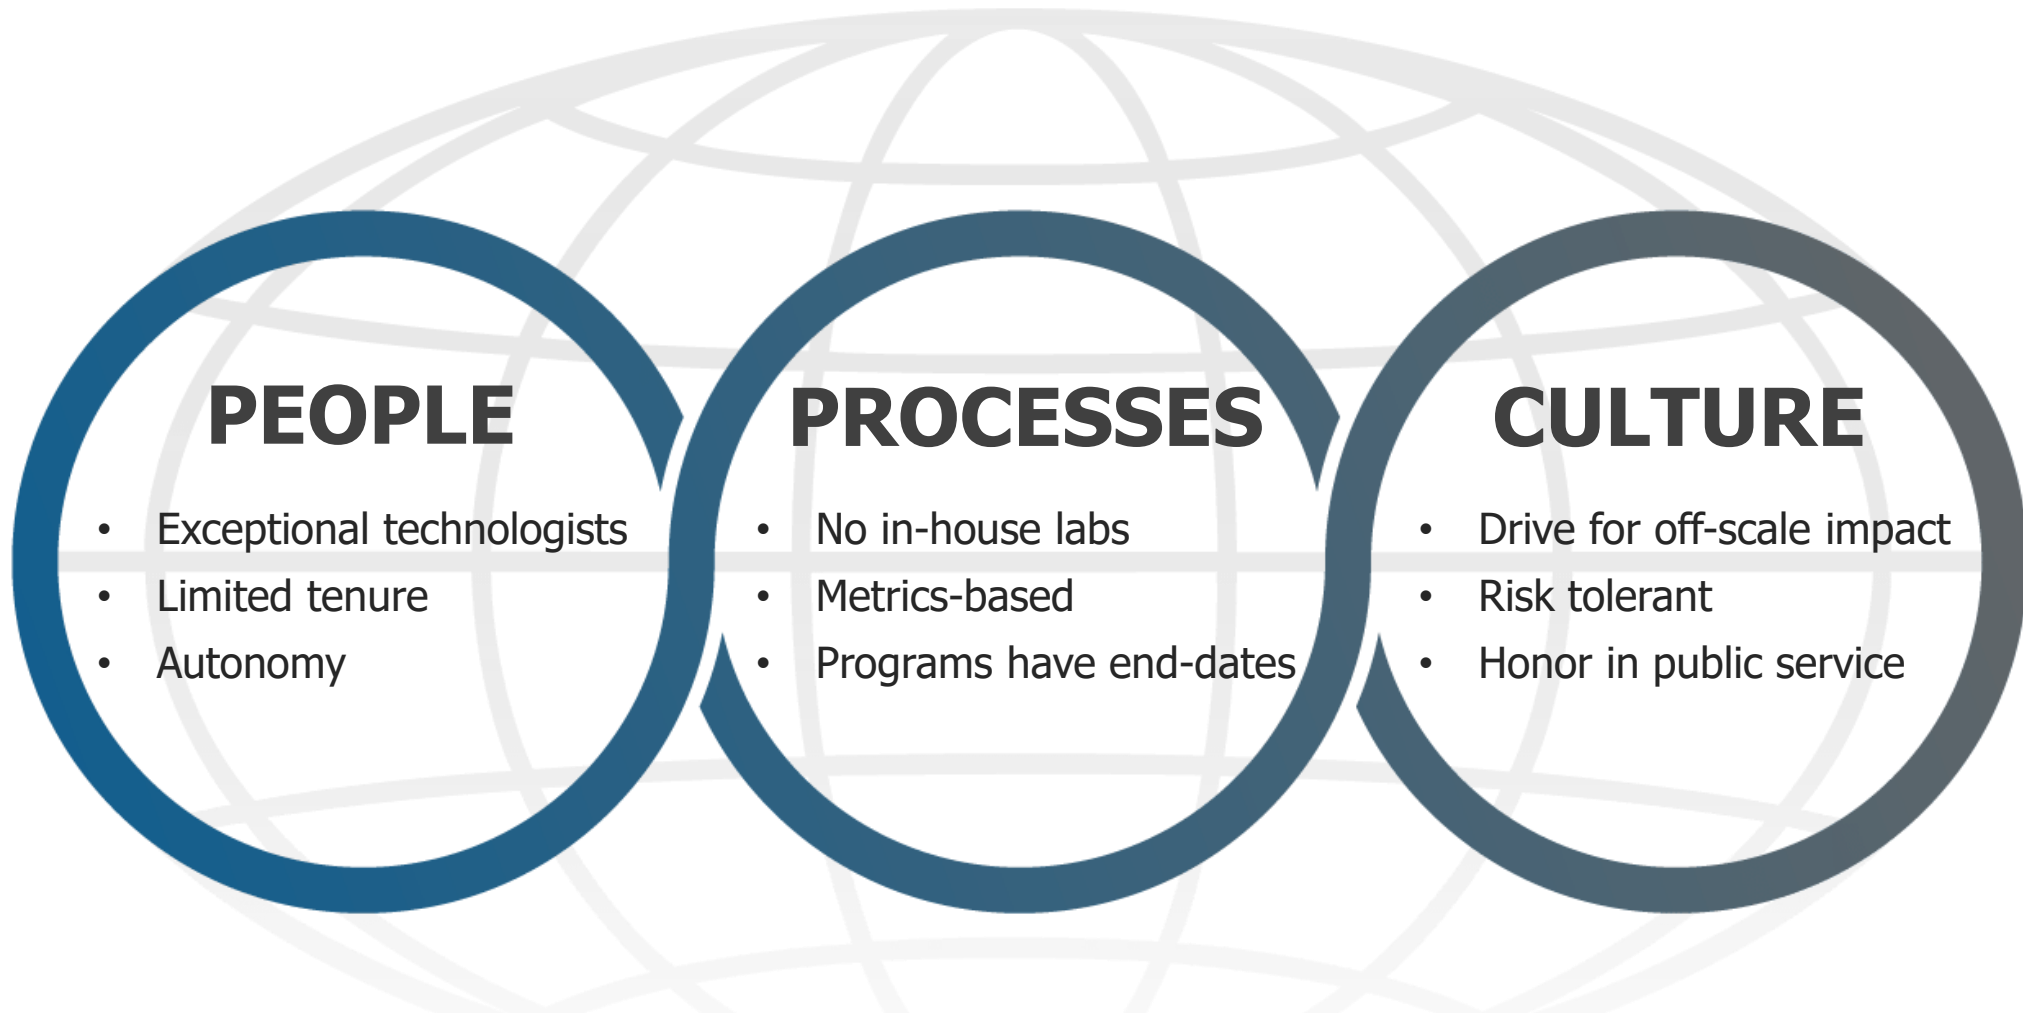 PEOPLE
• Exceptional technologists
• Limited tenure
• Autonomy
PROCESSES
• No in-house labs
• Metrics-based
• Programs have end-dates
CULTURE
• Drive for off-scale impact
• Risk tolerant
• Honor in public service